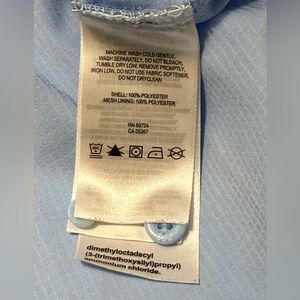 MACHINE WASH COLD GENTLE,
WASH SEPARATELY, DO NOT BLEACH,
TUMBLE DRY LOW, REMOVE PROMPTLY,
IRON LOW, DO NOT USE FABRIC SOFTENER,
DO NOT DRYCLEAN
SHELL: 100% POLYESTER
MESH LINING: 100% POLYESTER
RN 69724
CA 05367
dimethyloctadecyl
(3-(trimethoxysilyl)propyl)
ammonium chloride.